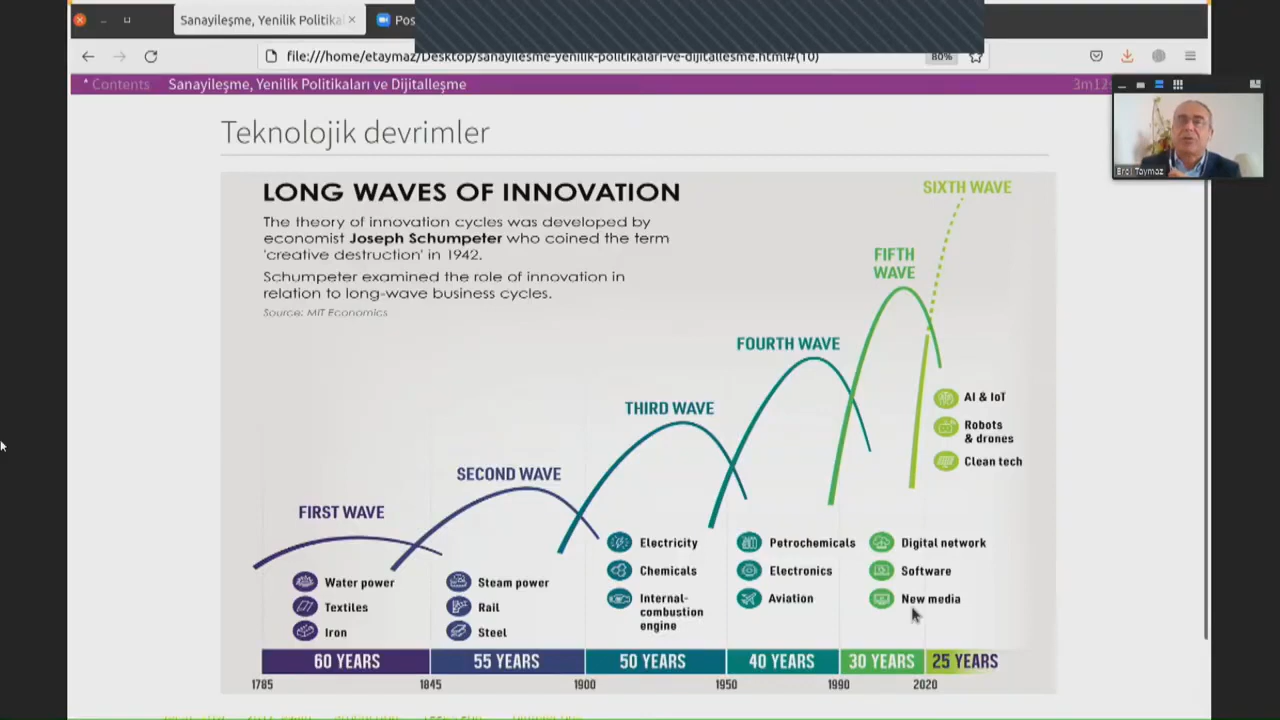 Sanayileşme, Yenilik Politikal
Pos
file:///home/etaymaz/Desktop/sanayilesme-yenilik-politikalari-ve-dijitallesme.html#(10)
80%
Contents
Sanayileşme, Yenilik Politikaları ve Dijitalleşme
3m12
Erol Taymaz
Teknolojik devrimler
LONG WAVES OF INNOVATION
The theory of innovation cycles was developed by
economist Joseph Schumpeter who coined the term
'creative destruction' in 1942.
Schumpeter examined the role of innovation in
relation to long-wave business cycles.
Source: MIT Economics
FIRST WAVE
SECOND WAVE
THIRD WAVE
FOURTH WAVE
FIFTH
WAVE
SIXTH WAVE
Water power
Textiles
Iron
Steam power
Rail
Steel
Electricity
Chemicals
Internal-
combustion
engine
Petrochemicals
Electronics
Aviation
Digital network
Software
New media
AI & IoT
Robots
& drones
Clean tech
60 YEARS
55 YEARS
50 YEARS
40 YEARS
30 YEARS
25 YEARS
1785
1845
1900
1950
1990
2020